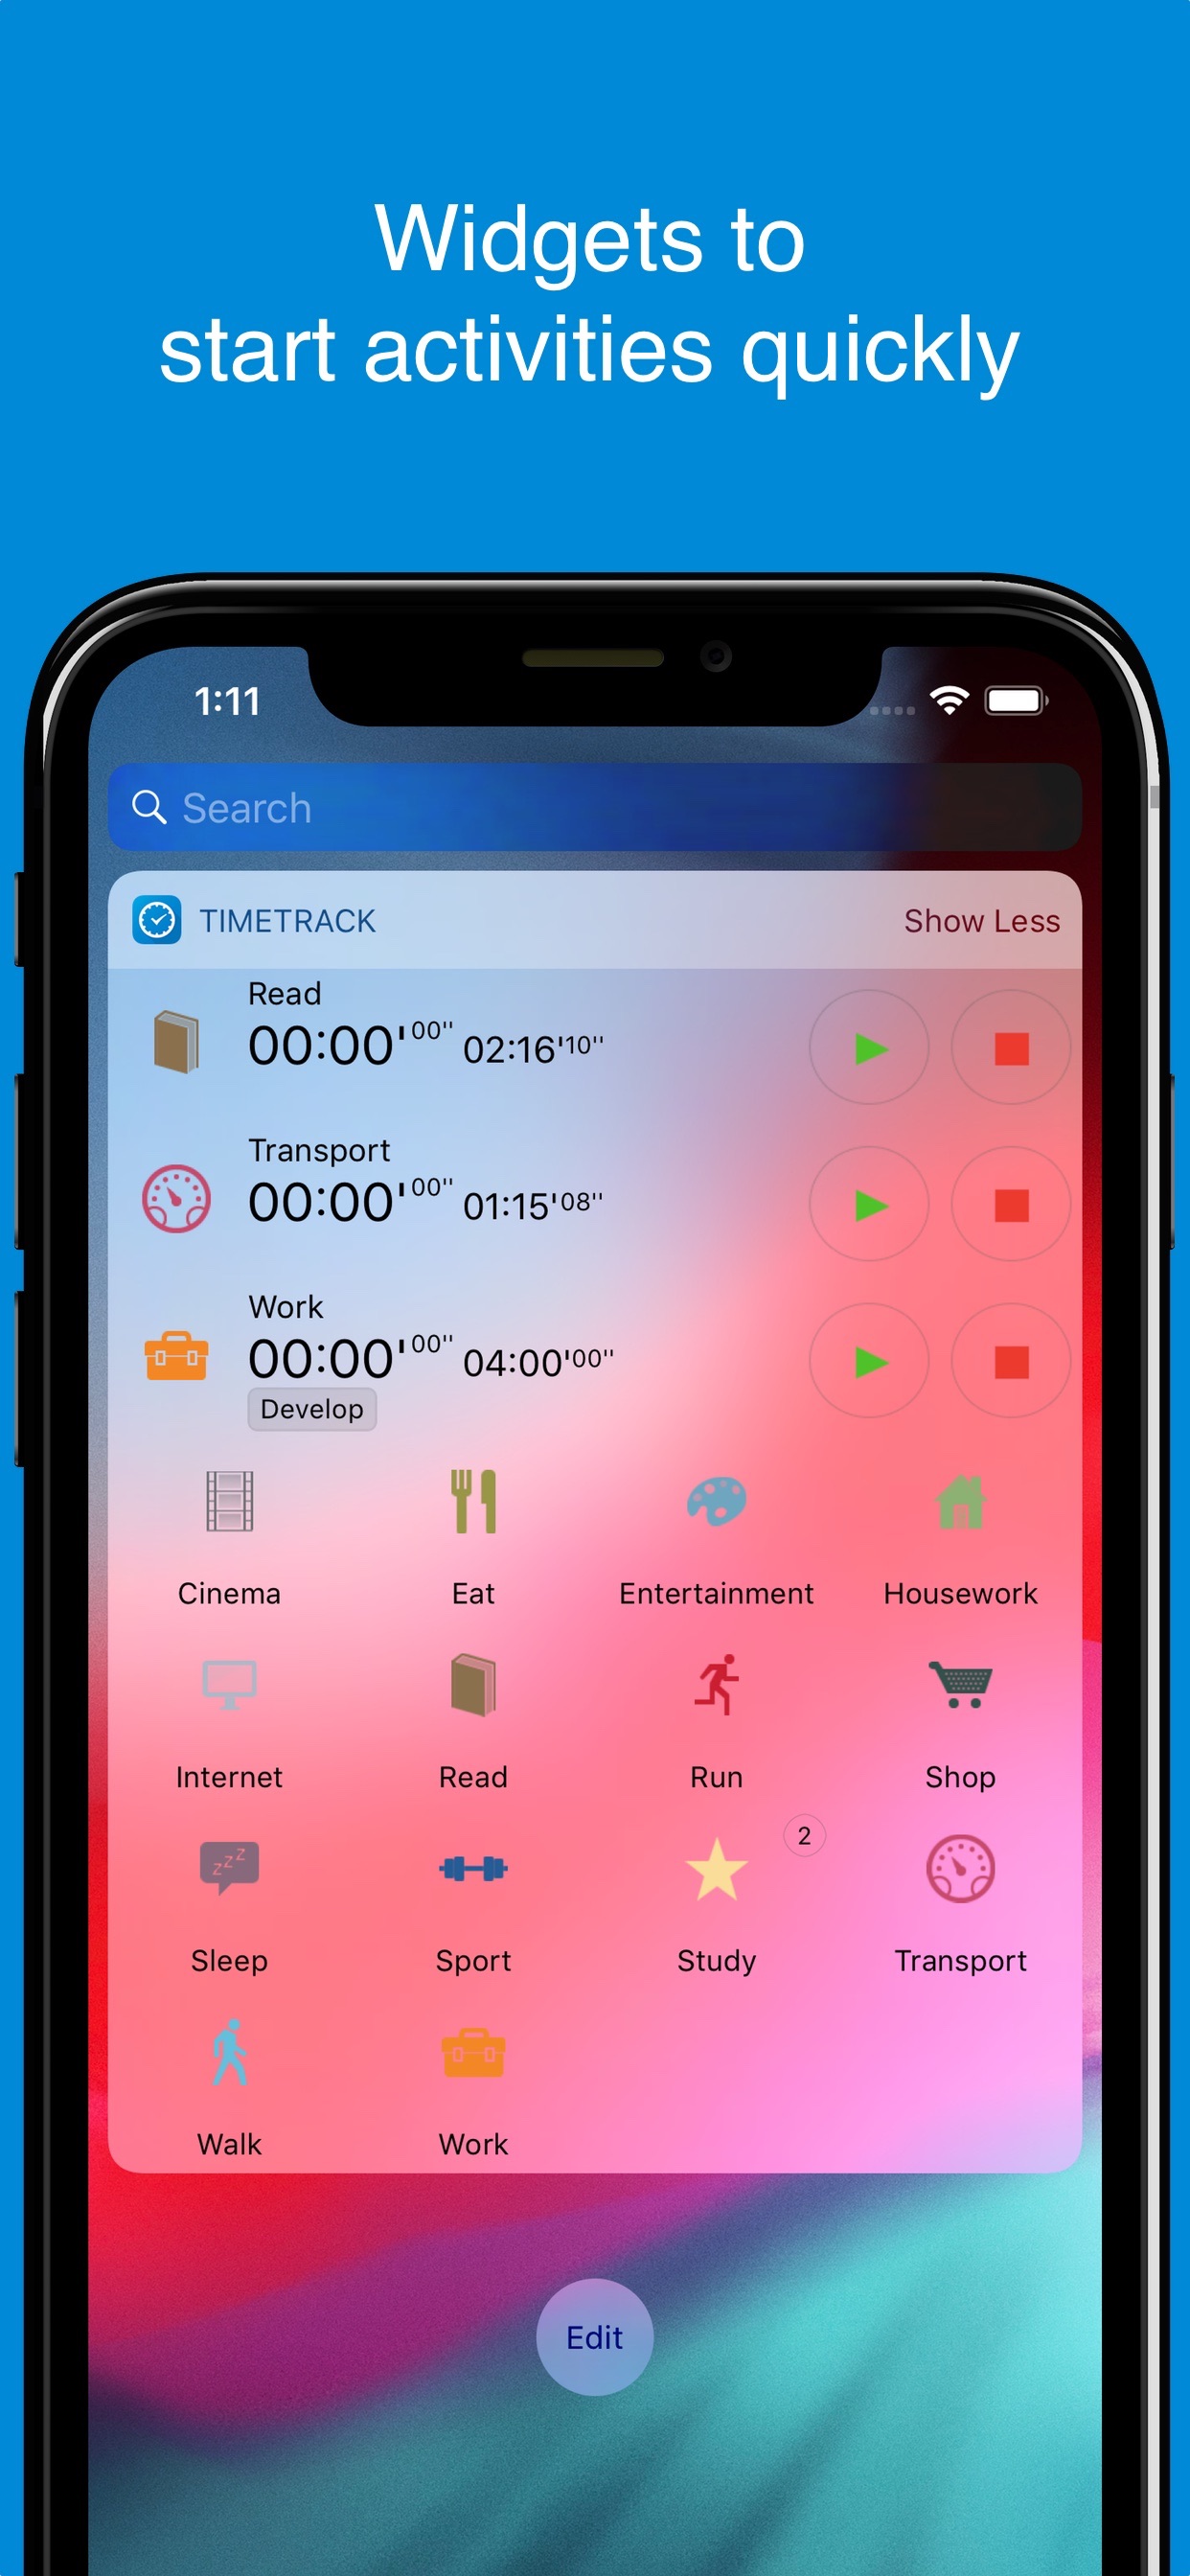 Widgets to
start activities quickly
1:11
Search
TIMETRACK Show Less
Read
00:00'00'' 02:16'10''
Transport
00:00'00'' 01:15'08''
Work
00:00'00'' 04:00'00''
Develop
Cinema Eat Entertainment Housework
Internet Read Run Shop
zzz 2
Sleep Sport Study Transport
Walk Work
Edit